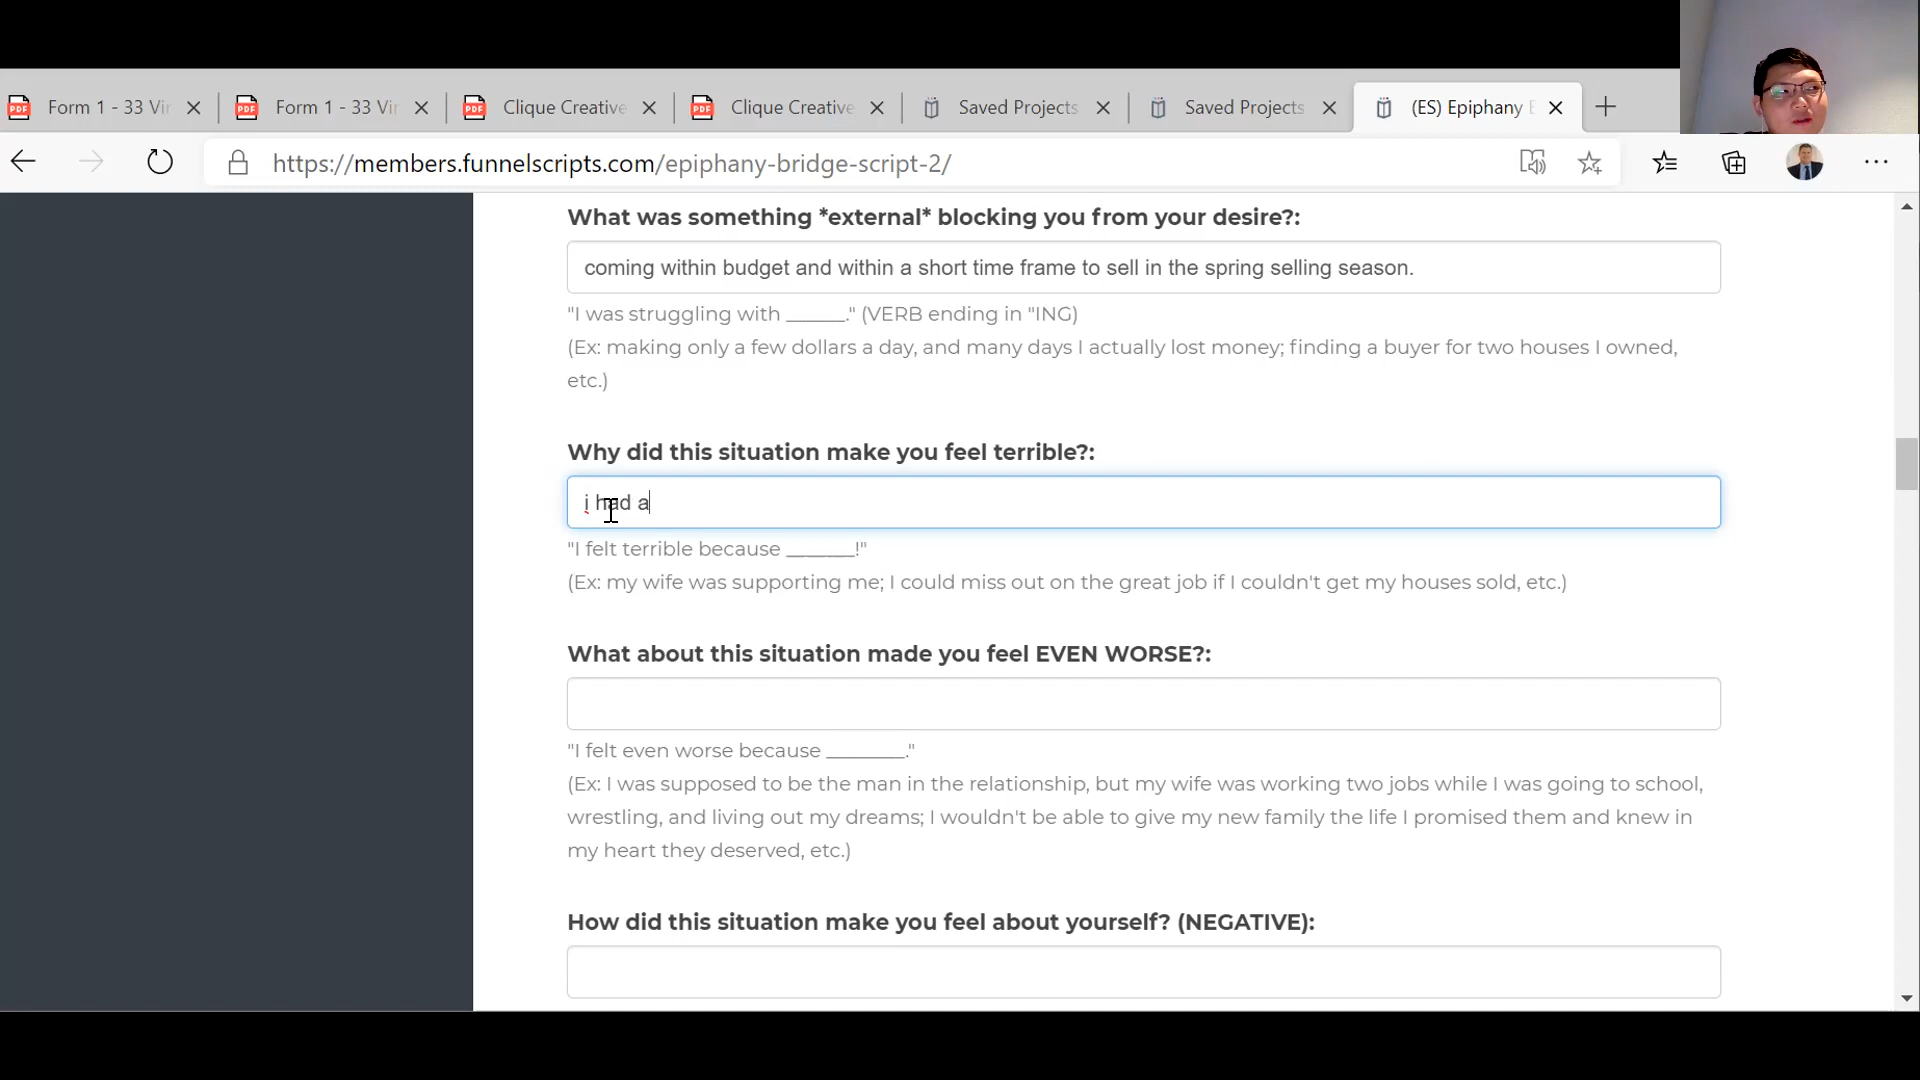 Form 1 - 33 Vir
Form 1 - 33 Vir
Clique Creative
Clique Creative
Saved Projects
Saved Projects
(ES) Epiphany
https://members.funnelscripts.com/epiphany-bridge-script-2/
What was something *external* blocking you from your desire?:
coming within budget and within a short time frame to sell in the spring selling season.
"I was struggling with ______." (VERB ending in "ING)
(Ex: making only a few dollars a day, and many days I actually lost money; finding a buyer for two houses I owned,
etc.)
Why did this situation make you feel terrible?:
i had a
"I felt terrible because _______!"
(Ex: my wife was supporting me; I could miss out on the great job if I couldn't get my houses sold, etc.)
What about this situation made you feel EVEN WORSE?:
"I felt even worse because ________."
(Ex: I was supposed to be the man in the relationship, but my wife was working two jobs while I was going to school,
wrestling, and living out my dreams; I wouldn't be able to give my new family the life I promised them and knew in
my heart they deserved, etc.)
How did this situation make you feel about yourself? (NEGATIVE):